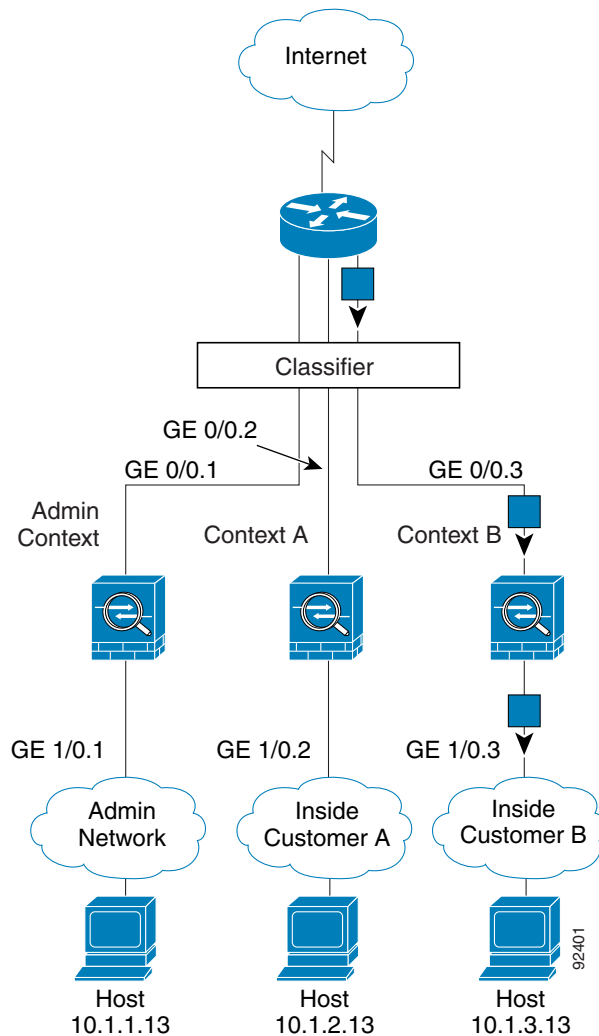 Internet
Classifier
GE 0/0.2
GE 0/0.1
GE 0/0.3
Admin
Context
Context A
Context B
GE 1/0.1
GE 1/0.2
GE 1/0.3
Admin
Network
Inside
Customer A
Inside
Customer B
92401
Host
10.1.1.13
Host
10.1.2.13
Host
10.1.3.13